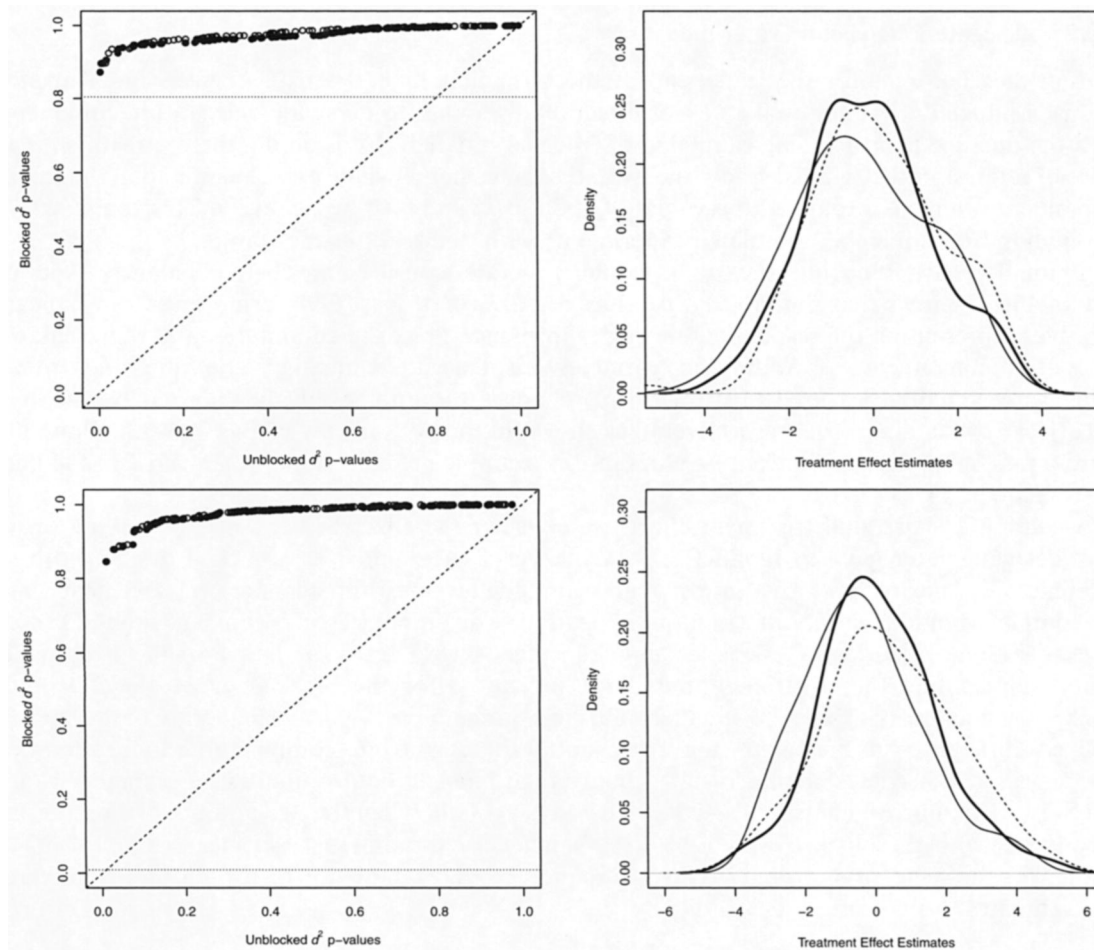 1.0
0.8
0.6
0.4
0.2
0.0
Blocked d² p−values
0.0 0.2 0.4 0.6 0.8 1.0
Unblocked d² p−values
0.30
0.25
0.20
0.15
0.10
0.05
0.00
Density
−4 −2 0 2 4
Treatment Effect Estimates
1.0
0.8
0.6
0.4
0.2
0.0
Blocked d² p−values
0.0 0.2 0.4 0.6 0.8 1.0
Unblocked d² p−values
0.30
0.25
0.20
0.15
0.10
0.05
0.00
Density
−6 −4 −2 0 2 4 6
Treatment Effect Estimates